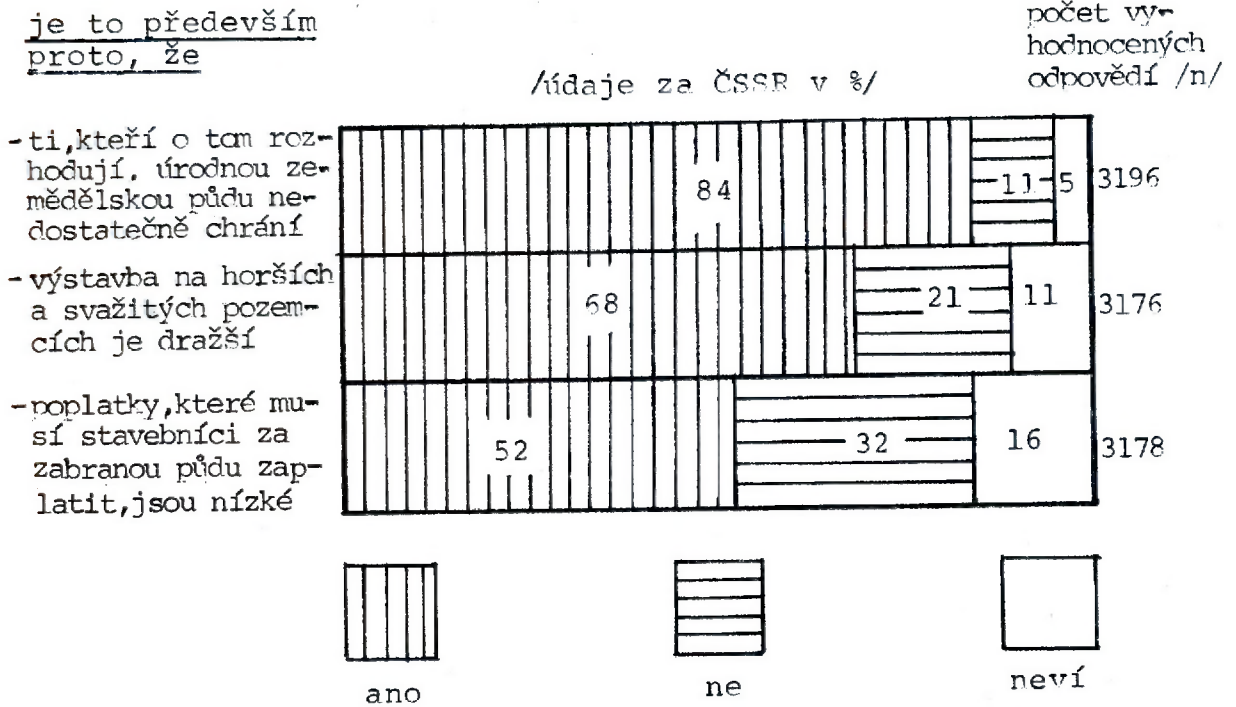 je to především
proto, že
/údaje za ČSSR v %/
počet vy-
hodnocených
odpovědí /n/
-ti,kteří o tom roz-
hodují, úrodnou ze-
mědělskou půdu ne-
dostatečně chrání
84
11
5
3196
-výstavba na horších
a svažitých pozem-
cích je dražší
68
21
11
3176
-poplatky,které mu-
sí stavebníci za
zabranou půdu zap-
latit,jsou nízké
52
32
16
3178
ano
ne
neví